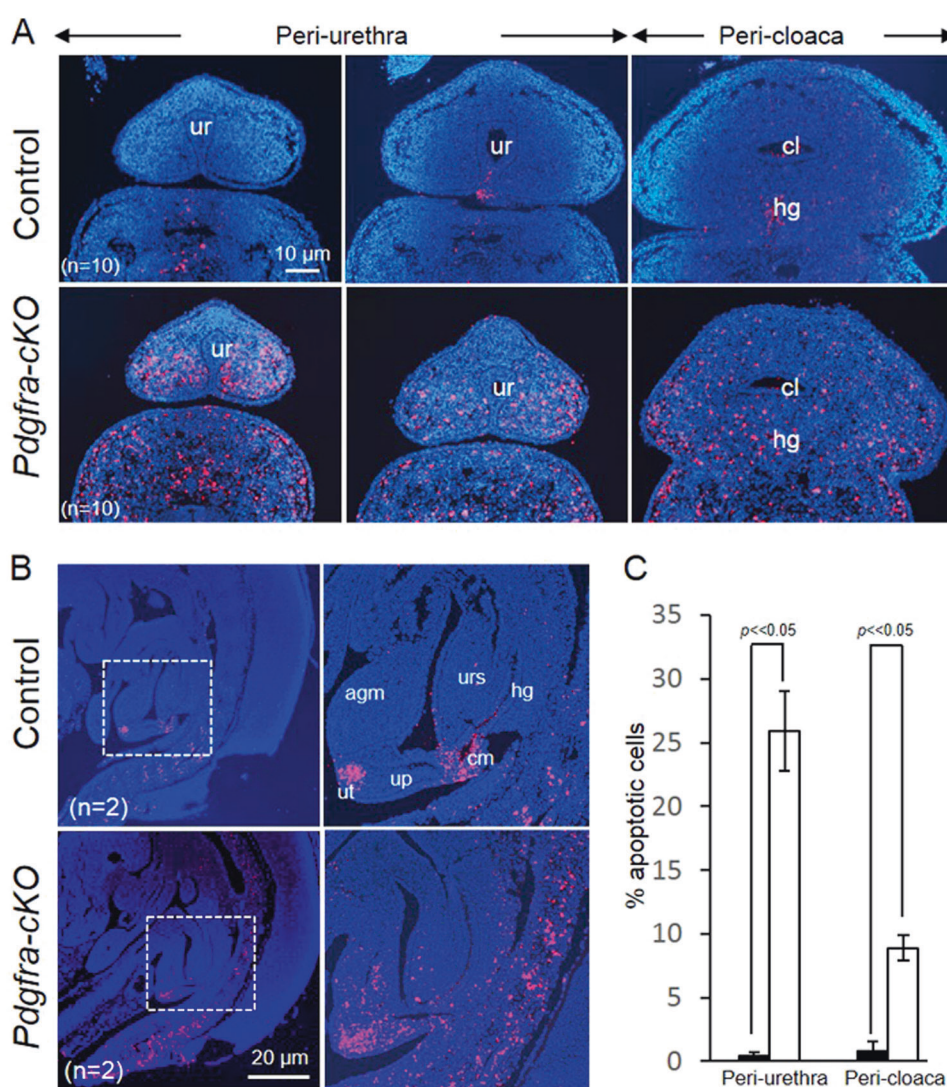 A
Peri-urethra
Peri-cloaca
Control
ur
ur
cl
hg
(n=10)
10 µm
Pdgfra-cKO
ur
ur
cl
hg
(n=10)
B
Control
agm
urs
hg
cm
up
ut
(n=2)
Pdgfra-cKO
(n=2)
20 µm
C
% apoptotic cells
35
30
25
20
15
10
5
0
p<<0.05
p<<0.05
Peri-urethra
Peri-cloaca